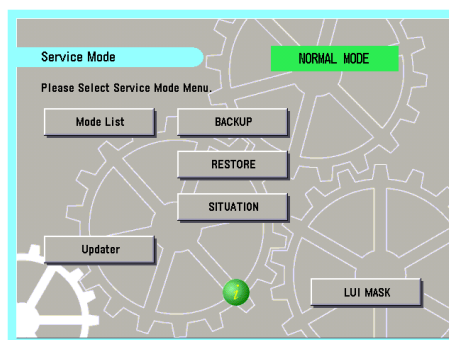 Service Mode
NORMAL MODE
Please Select Service Mode Menu.
Mode List
BACKUP
RESTORE
SITUATION
Updater
i
LUI MASK